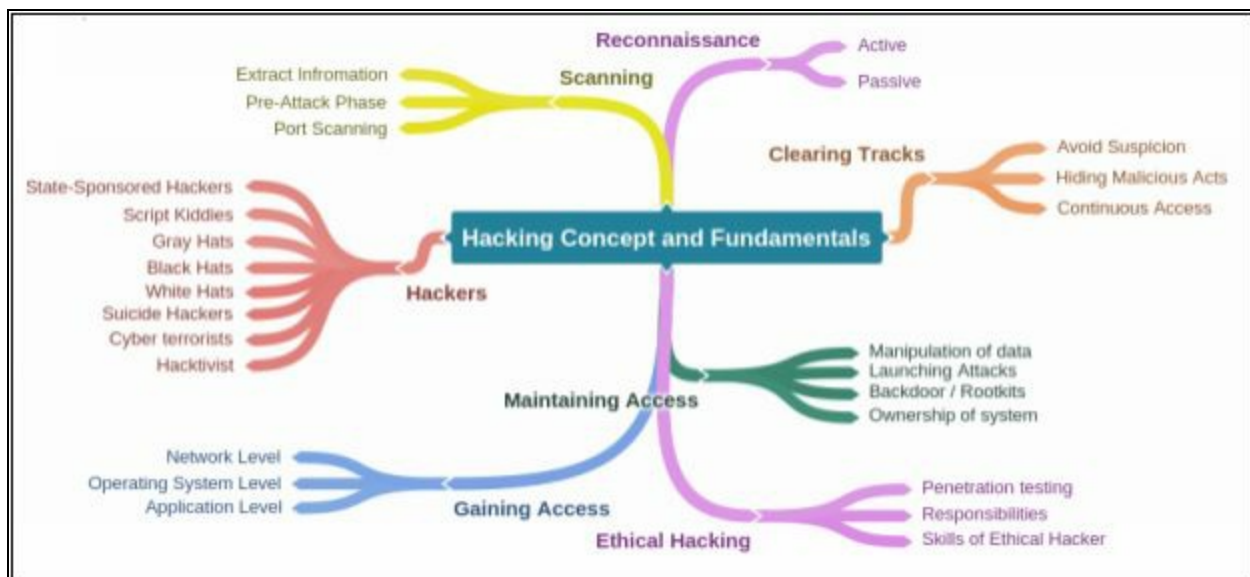 Reconnaissance
Active
Passive
Scanning
Extract Infromation
Pre-Attack Phase
Port Scanning
Clearing Tracks
Avoid Suspicion
Hiding Malicious Acts
Continuous Access
Hacking Concept and Fundamentals
State-Sponsored Hackers
Script Kiddies
Gray Hats
Black Hats
White Hats
Suicide Hackers
Cyber terrorists
Hacktivist
Hackers
Maintaining Access
Manipulation of data
Launching Attacks
Backdoor / Rootkits
Ownership of system
Network Level
Operating System Level
Application Level
Gaining Access
Ethical Hacking
Penetration testing
Responsibilities
Skills of Ethical Hacker